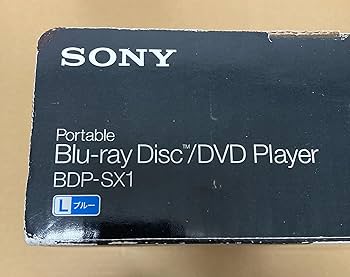 SONY
Portable
Blu-ray Disc™/DVD Player
BDP-SX1
L ブルー